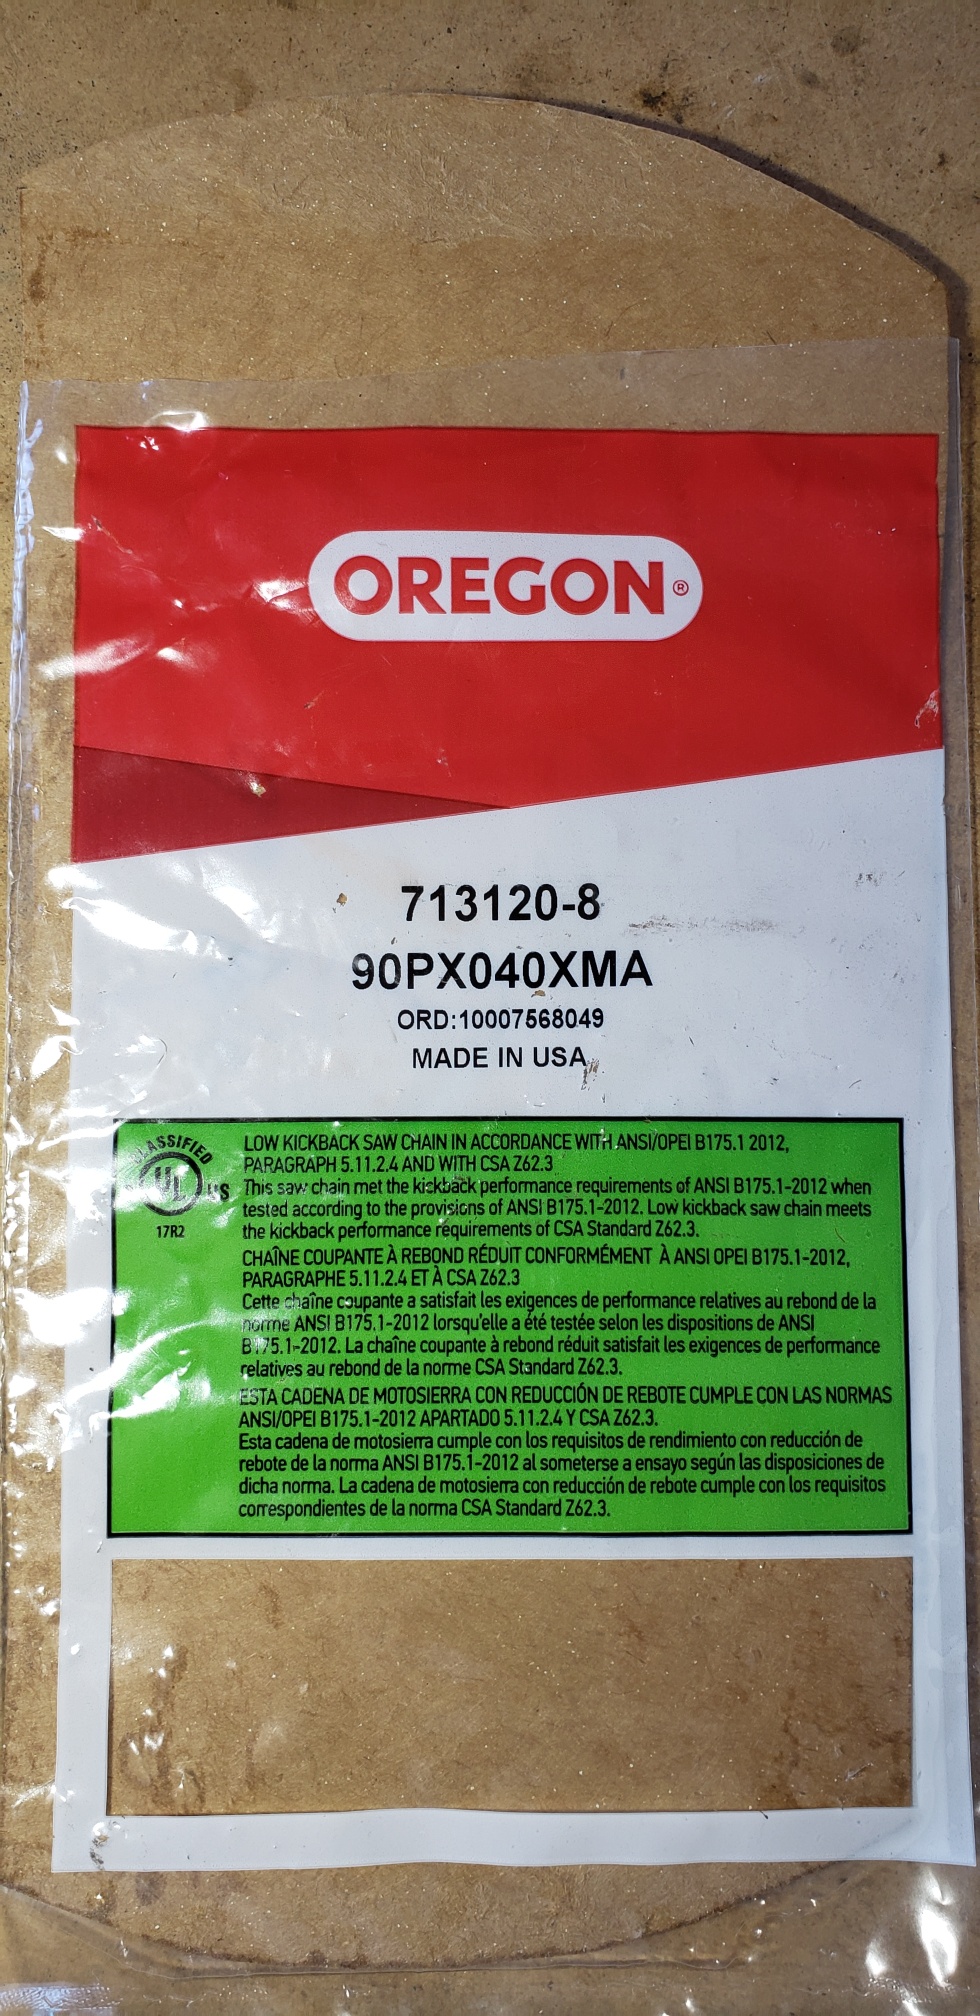 OREGON®
713120-8
90PX040XMA
ORD:10007568049
MADE IN USA
CLASSIFIED
UL
US
17R2
LOW KICKBACK SAW CHAIN IN ACCORDANCE WITH ANSI/OPEI B175.1 2012,
PARAGRAPH 5.11.2.4 AND WITH CSA Z62.3
This saw chain met the kickback performance requirements of ANSI B175.1-2012 when
tested according to the provisions of ANSI B175.1-2012. Low kickback saw chain meets
the kickback performance requirements of CSA Standard Z62.3.
CHAÎNE COUPANTE À REBOND RÉDUIT CONFORMÉMENT À ANSI OPEI B175.1-2012,
PARAGRAPHE 5.11.2.4 ET À CSA Z62.3
Cette chaîne coupante a satisfait les exigences de performance relatives au rebond de la
norme ANSI B175.1-2012 lorsqu'elle a été testée selon les dispositions de ANSI
B175.1-2012. La chaîne coupante à rebond réduit satisfait les exigences de performance
relatives au rebond de la norme CSA Standard Z62.3.
ESTA CADENA DE MOTOSIERRA CON REDUCCIÓN DE REBOTE CUMPLE CON LAS NORMAS
ANSI/OPEI B175.1-2012 APARTADO 5.11.2.4 Y CSA Z62.3.
Esta cadena de motosierra cumple con los requisitos de rendimiento con reducción de
rebote de la norma ANSI B175.1-2012 al someterse a ensayo según las disposiciones de
dicha norma. La cadena de motosierra con reducción de rebote cumple con los requisitos
correspondientes de la norma CSA Standard Z62.3.